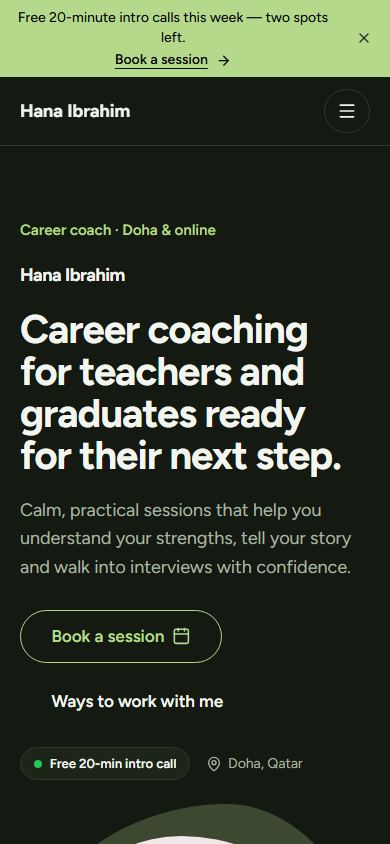 Free 20-minute intro calls this week — two spots
left.
Book a session →
Hana Ibrahim
Career coach · Doha & online
Hana Ibrahim
Career coaching
for teachers and
graduates ready
for their next step.
Calm, practical sessions that help you
understand your strengths, tell your story
and walk into interviews with confidence.
Book a session
Ways to work with me
Free 20-min intro call
Doha, Qatar